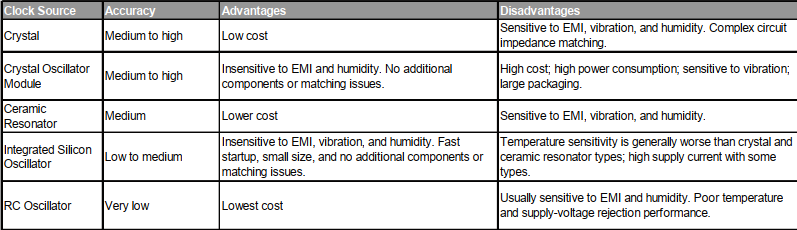 Clock Source Accuracy Advantages Disadvantages
Crystal Medium to high Low cost Sensitive to EMI, vibration, and humidity. Complex circuit
impedance matching.
Crystal Oscillator
Module Medium to high Insensitive to EMI and humidity. No additional
components or matching issues. High cost; high power consumption; sensitive to vibration;
large packaging.
Ceramic
Resonator Medium Lower cost Sensitive to EMI, vibration, and humidity.
Integrated Silicon
Oscillator Low to medium Insensitive to EMI, vibration, and humidity. Fast
startup, small size, and no additional components or
matching issues. Temperature sensitivity is generally worse than crystal and
ceramic resonator types; high supply current with some
types.
RC Oscillator Very low Lowest cost Usually sensitive to EMI and humidity. Poor temperature
and supply-voltage rejection performance.